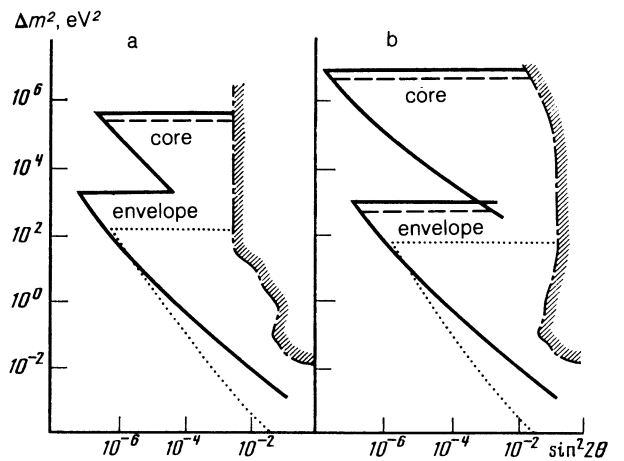 Δm², eV²
a
b
10⁶
10⁴
10²
10⁰
10⁻²
core
envelope
core
envelope
10⁻⁶
10⁻⁴
10⁻²
10⁻⁶
10⁻⁴
10⁻²
sin²2θ